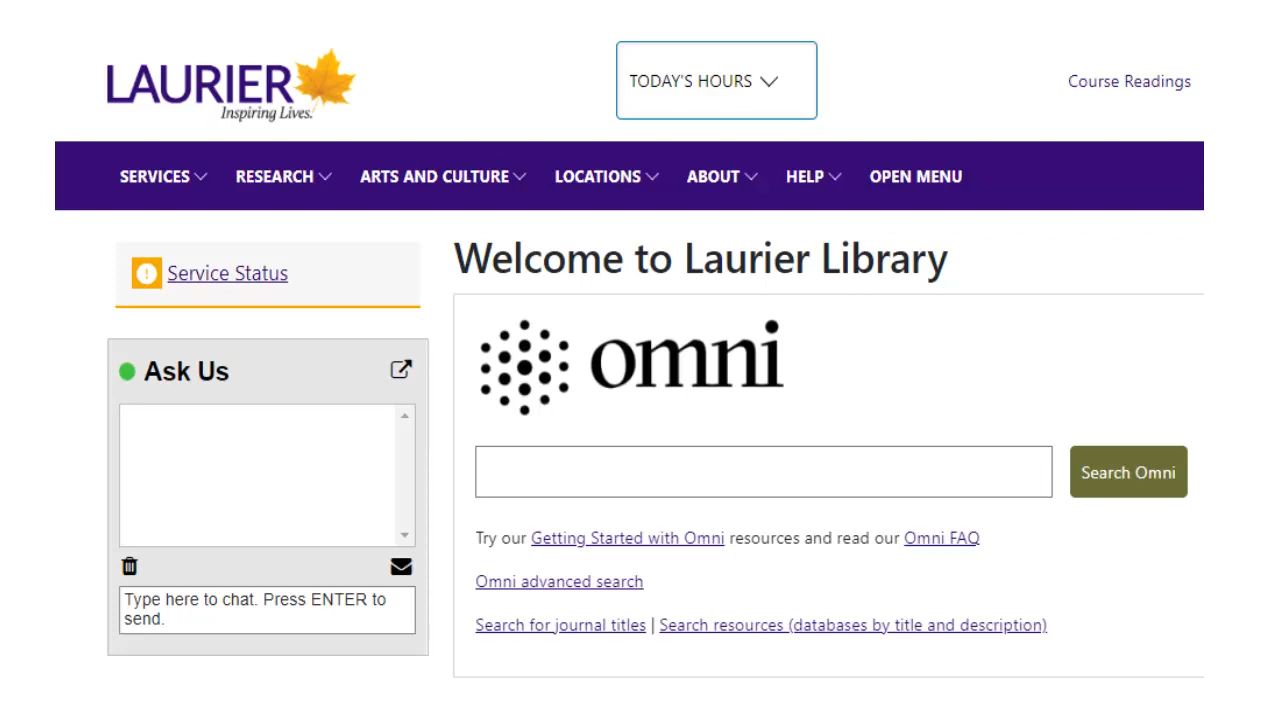 LAURIER
Inspiring Lives.
TODAY'S HOURS
Course Readings
SERVICES RESEARCH ARTS AND CULTURE LOCATIONS ABOUT HELP OPEN MENU
Service Status
Welcome to Laurier Library
omni
Ask Us
Search Omni
Try our Getting Started with Omni resources and read our Omni FAQ
Omni advanced search
Search for journal titles | Search resources (databases by title and description)
Type here to chat. Press ENTER to
send.